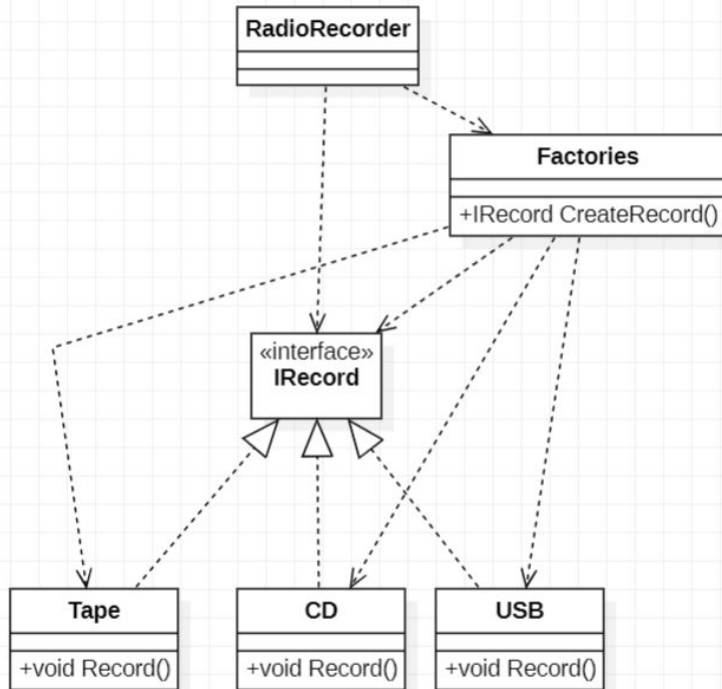 RadioRecorder
Factories
+IRecord CreateRecord()
«interface»
IRecord
Tape
+void Record()
CD
+void Record()
USB
+void Record()